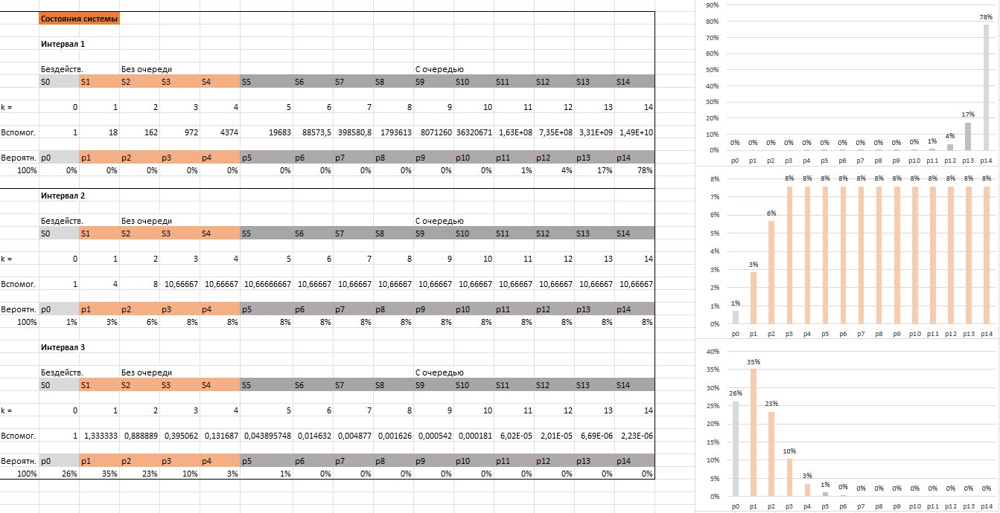 Состояния системы
Интервал 1
Бездейств. Без очереди С очередью
S0 S1 S2 S3 S4 S5 S6 S7 S8 S9 S10 S11 S12 S13 S14
k = 0 1 2 3 4 5 6 7 8 9 10 11 12 13 14
Вспомог. 1 18 162 972 4374 19683 88573,5 398580,8 1793613 8071260 36320671 1,63E+08 7,35E+08 3,31E+09 1,49E+10
Вероятн. p0 p1 p2 p3 p4 p5 p6 p7 p8 p9 p10 p11 p12 p13 p14
100% 0% 0% 0% 0% 0% 0% 0% 0% 0% 0% 0% 1% 4% 17% 78%
Интервал 2
Бездейств. Без очереди С очередью
S0 S1 S2 S3 S4 S5 S6 S7 S8 S9 S10 S11 S12 S13 S14
k = 0 1 2 3 4 5 6 7 8 9 10 11 12 13 14
Вспомог. 1 4 8 10,66667 10,66667 10,66666667 10,66667 10,66667 10,66667 10,66667 10,66667 10,66667 10,66667 10,66667 10,66667
Вероятн. p0 p1 p2 p3 p4 p5 p6 p7 p8 p9 p10 p11 p12 p13 p14
100% 1% 3% 6% 8% 8% 8% 8% 8% 8% 8% 8% 8% 8% 8% 8%
Интервал 3
Бездейств. Без очереди С очередью
S0 S1 S2 S3 S4 S5 S6 S7 S8 S9 S10 S11 S12 S13 S14
k = 0 1 2 3 4 5 6 7 8 9 10 11 12 13 14
Вспомог. 1 1,333333 0,888889 0,395062 0,131687 0,043895748 0,014632 0,004877 0,001626 0,000542 0,000181 6,02E-05 2,01E-05 6,69E-06 2,23E-06
Вероятн. p0 p1 p2 p3 p4 p5 p6 p7 p8 p9 p10 p11 p12 p13 p14
100% 26% 35% 23% 10% 3% 1% 0% 0% 0% 0% 0% 0% 0% 0% 0%
90%
80%
70%
60%
50%
40%
30%
20%
10%
0%
0% 0% 0% 0% 0% 0% 0% 0% 0% 0% 0% 1% 4% 17% 78%
p0 p1 p2 p3 p4 p5 p6 p7 p8 p9 p10 p11 p12 p13 p14
8%
7%
6%
5%
4%
3%
2%
1%
0%
1% 3% 6% 8% 8% 8% 8% 8% 8% 8% 8% 8% 8% 8% 8%
p0 p1 p2 p3 p4 p5 p6 p7 p8 p9 p10 p11 p12 p13 p14
40%
35%
30%
25%
20%
15%
10%
5%
0%
26% 35% 23% 10% 3% 1% 0% 0% 0% 0% 0% 0% 0% 0% 0%
p0 p1 p2 p3 p4 p5 p6 p7 p8 p9 p10 p11 p12 p13 p14